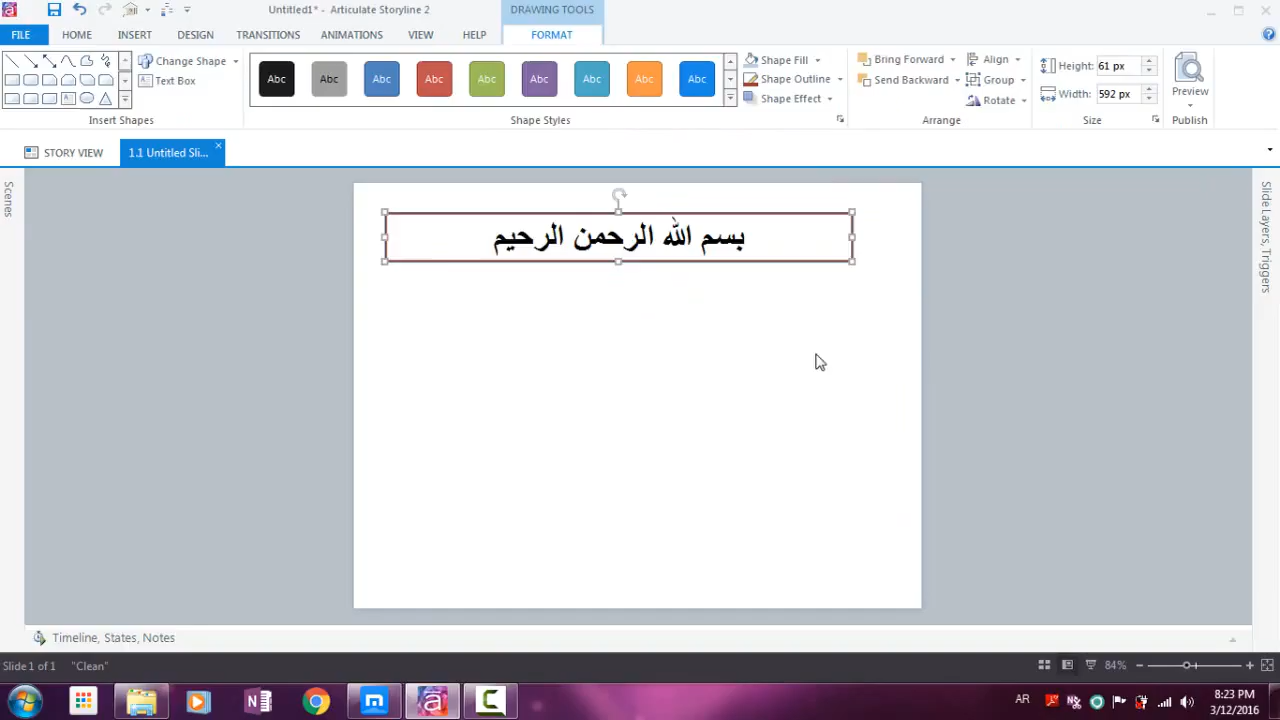 Untitled1* - Articulate Storyline 2
DRAWING TOOLS
FILE
HOME
INSERT
DESIGN
TRANSITIONS
ANIMATIONS
VIEW
HELP
FORMAT
Change Shape
Text Box
Insert Shapes
Abc Abc Abc Abc Abc Abc Abc Abc Abc
Shape Styles
Shape Fill
Shape Outline
Shape Effect
Bring Forward
Send Backward
Align
Group
Rotate
Arrange
Height: 61 px
Width: 592 px
Size
Preview
Publish
STORY VIEW
1.1 Untitled Sli...
Scenes
بسم الله الرحمن الرحيم
Slide Layers, Triggers
Timeline, States, Notes
Slide 1 of 1
"Clean"
84%
AR
8:23 PM
3/12/2016